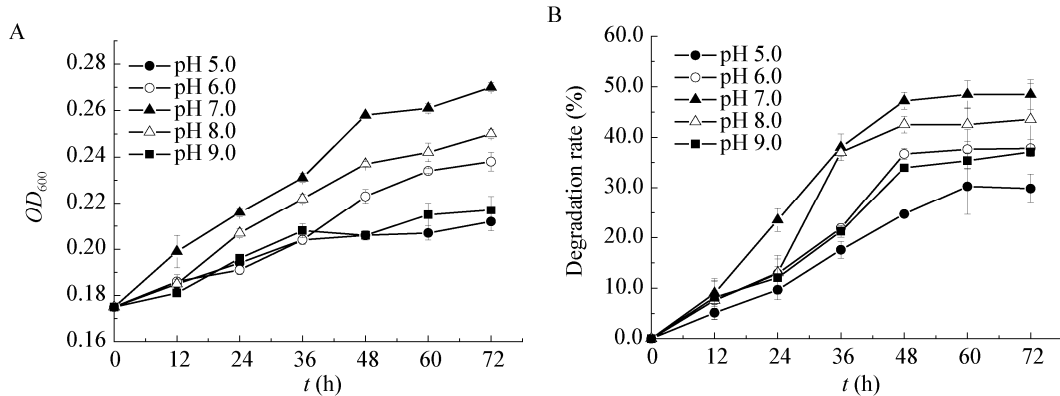 A
OD600
0.28
0.26
0.24
0.22
0.20
0.18
0.16
pH 5.0
pH 6.0
pH 7.0
pH 8.0
pH 9.0
0 12 24 36 48 60 72
t (h)
B
Degradation rate (%)
60.0
50.0
40.0
30.0
20.0
10.0
0.0
pH 5.0
pH 6.0
pH 7.0
pH 8.0
pH 9.0
0 12 24 36 48 60 72
t (h)